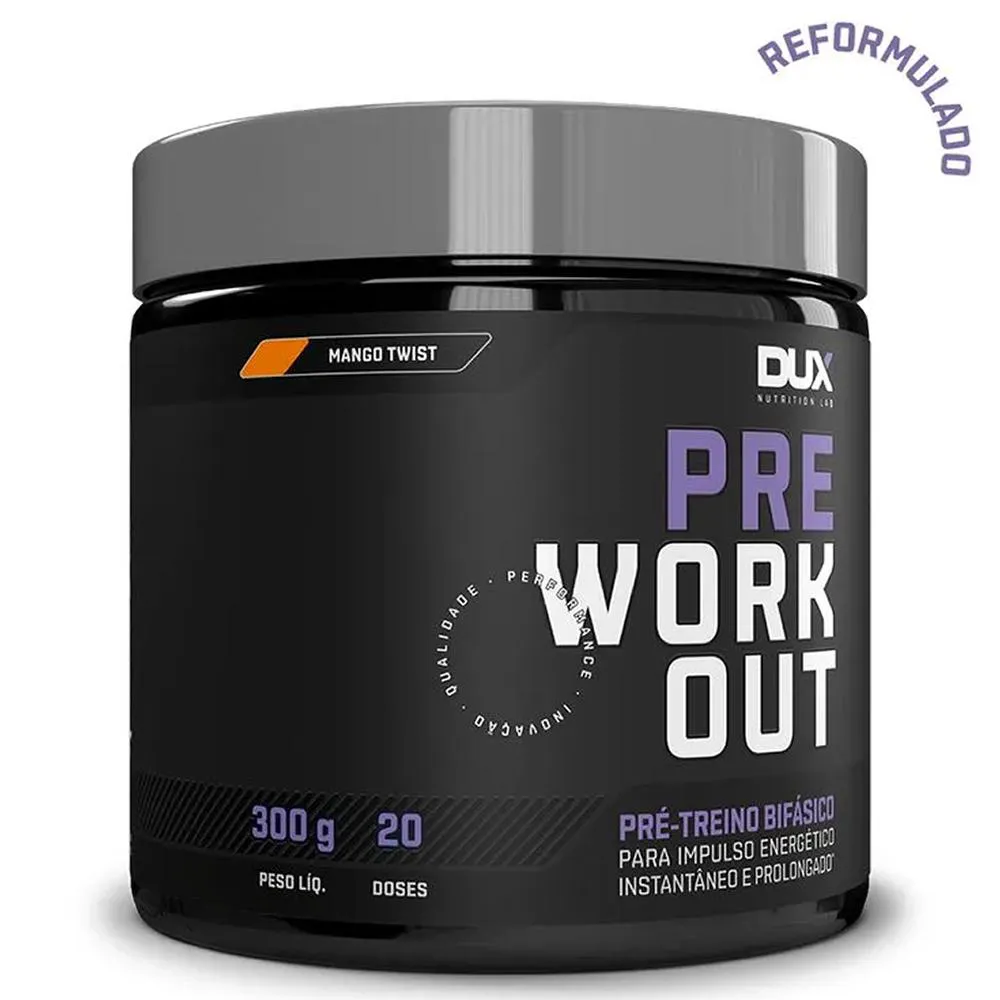 REFORMULADO
MANGO TWIST
DUX
NUTRITION LAB
PRE
WORK
OUT
QUALIDADE · PERFORMANCE · INOVAÇÃO ·
300 g
PESO LÍQ.
20
DOSES
PRÉ-TREINO BIFÁSICO
PARA IMPULSO ENERGÉTICO
INSTANTÂNEO E PROLONGADO*